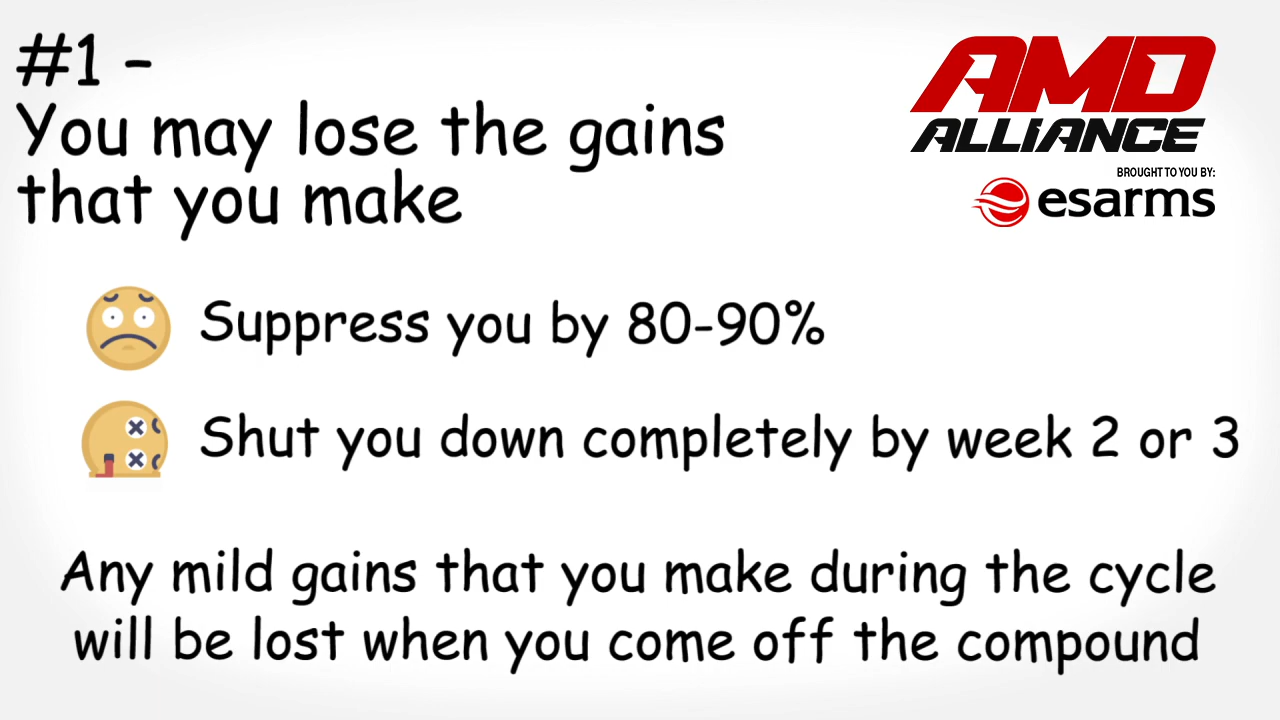 #1 –
You may lose the gains
that you make
AMD
ALLiANCE
BROUGHT TO YOU BY:
esarms
Suppress you by 80-90%
Shut you down completely by week 2 or 3
Any mild gains that you make during the cycle
will be lost when you come off the compound